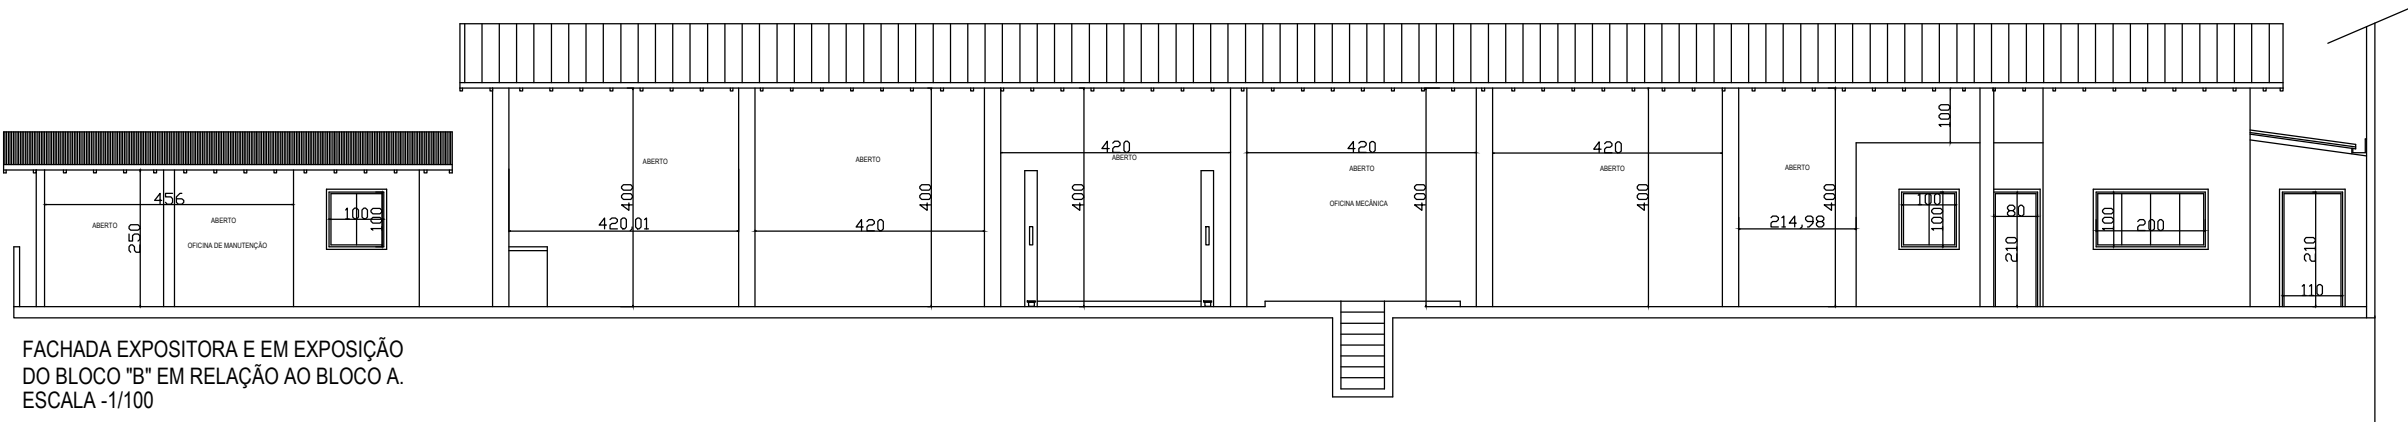 100
420
420
420
ABERTO
ABERTO
ABERTO
ABERTO
ABERTO
ABERTO
400
400
400
400
400
400
456
ABERTO
ABERTO
OFICINA DE MANUTENÇÃO
250
100
100
420,01
420
OFICINA MECÂNICA
214,98
100
100
80
210
100
200
210
110
FACHADA EXPOSITORA E EM EXPOSIÇÃO
DO BLOCO "B" EM RELAÇÃO AO BLOCO A.
ESCALA -1/100